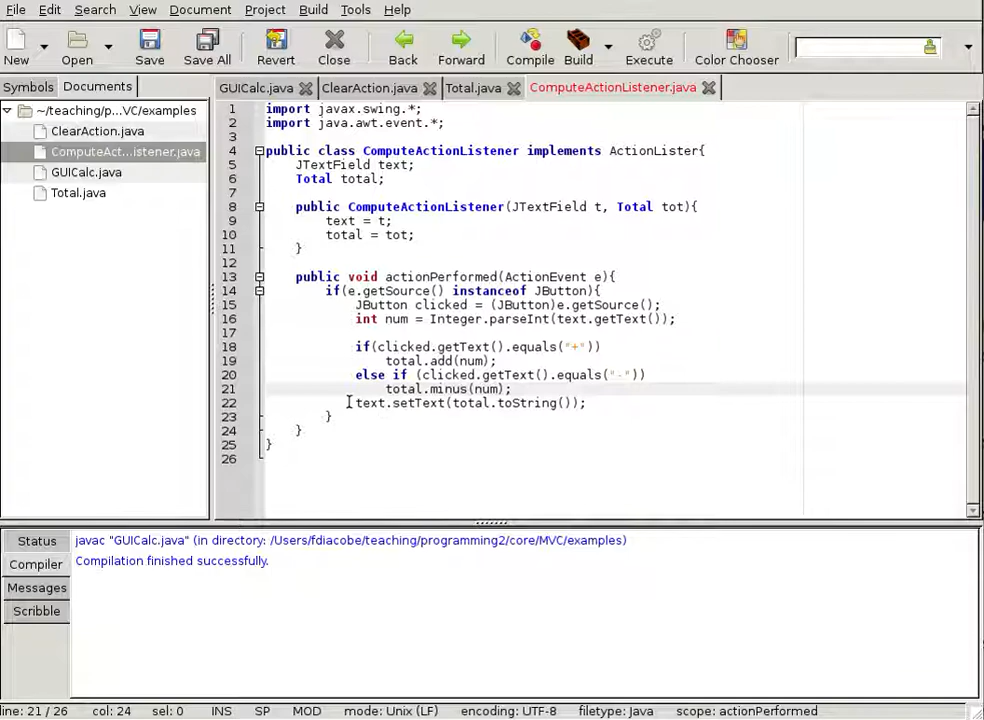 File Edit Search View Document Project Build Tools Help
New Open Save Save All Revert Close Back Forward Compile Build Execute Color Chooser
Symbols Documents
GUICalc.java ClearAction.java Total.java ComputeActionListener.java
~/teaching/p...VC/examples
ClearAction.java
ComputeAct...istener.java
GUICalc.java
Total.java
1 import javax.swing.*;
2 import java.awt.event.*;
3
4 public class ComputeActionListener implements ActionLister{
5 JTextField text;
6 Total total;
7
8 public ComputeActionListener(JTextField t, Total tot){
9 text = t;
10 total = tot;
11 }
12
13 public void actionPerformed(ActionEvent e){
14 if(e.getSource() instanceof JButton){
15 JButton clicked = (JButton)e.getSource();
16 int num = Integer.parseInt(text.getText());
17
18 if(clicked.getText().equals("+"))
19 total.add(num);
20 else if (clicked.getText().equals("-"))
21 total.minus(num);
22 text.setText(total.toString());
23 }
24 }
25 }
26
Status
Compiler
Messages
Scribble
javac "GUICalc.java" (in directory: /Users/fdiacobe/teaching/programming2/core/MVC/examples)
Compilation finished successfully.
line: 21 / 26 col: 24 sel: 0 INS SP MOD mode: Unix (LF) encoding: UTF-8 filetype: Java scope: actionPerformed